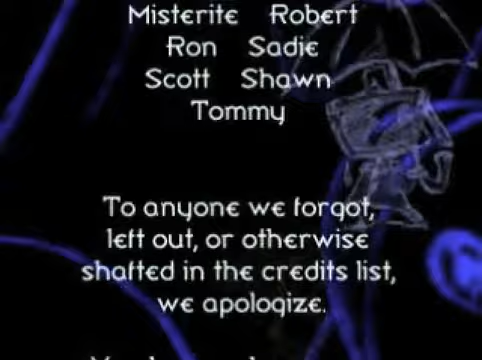 Misterite Robert
Ron Sadie
Scott Shawn
Tommy
To anyone we forgot,
left out, or otherwise
shafted in the credits list,
we apologize.